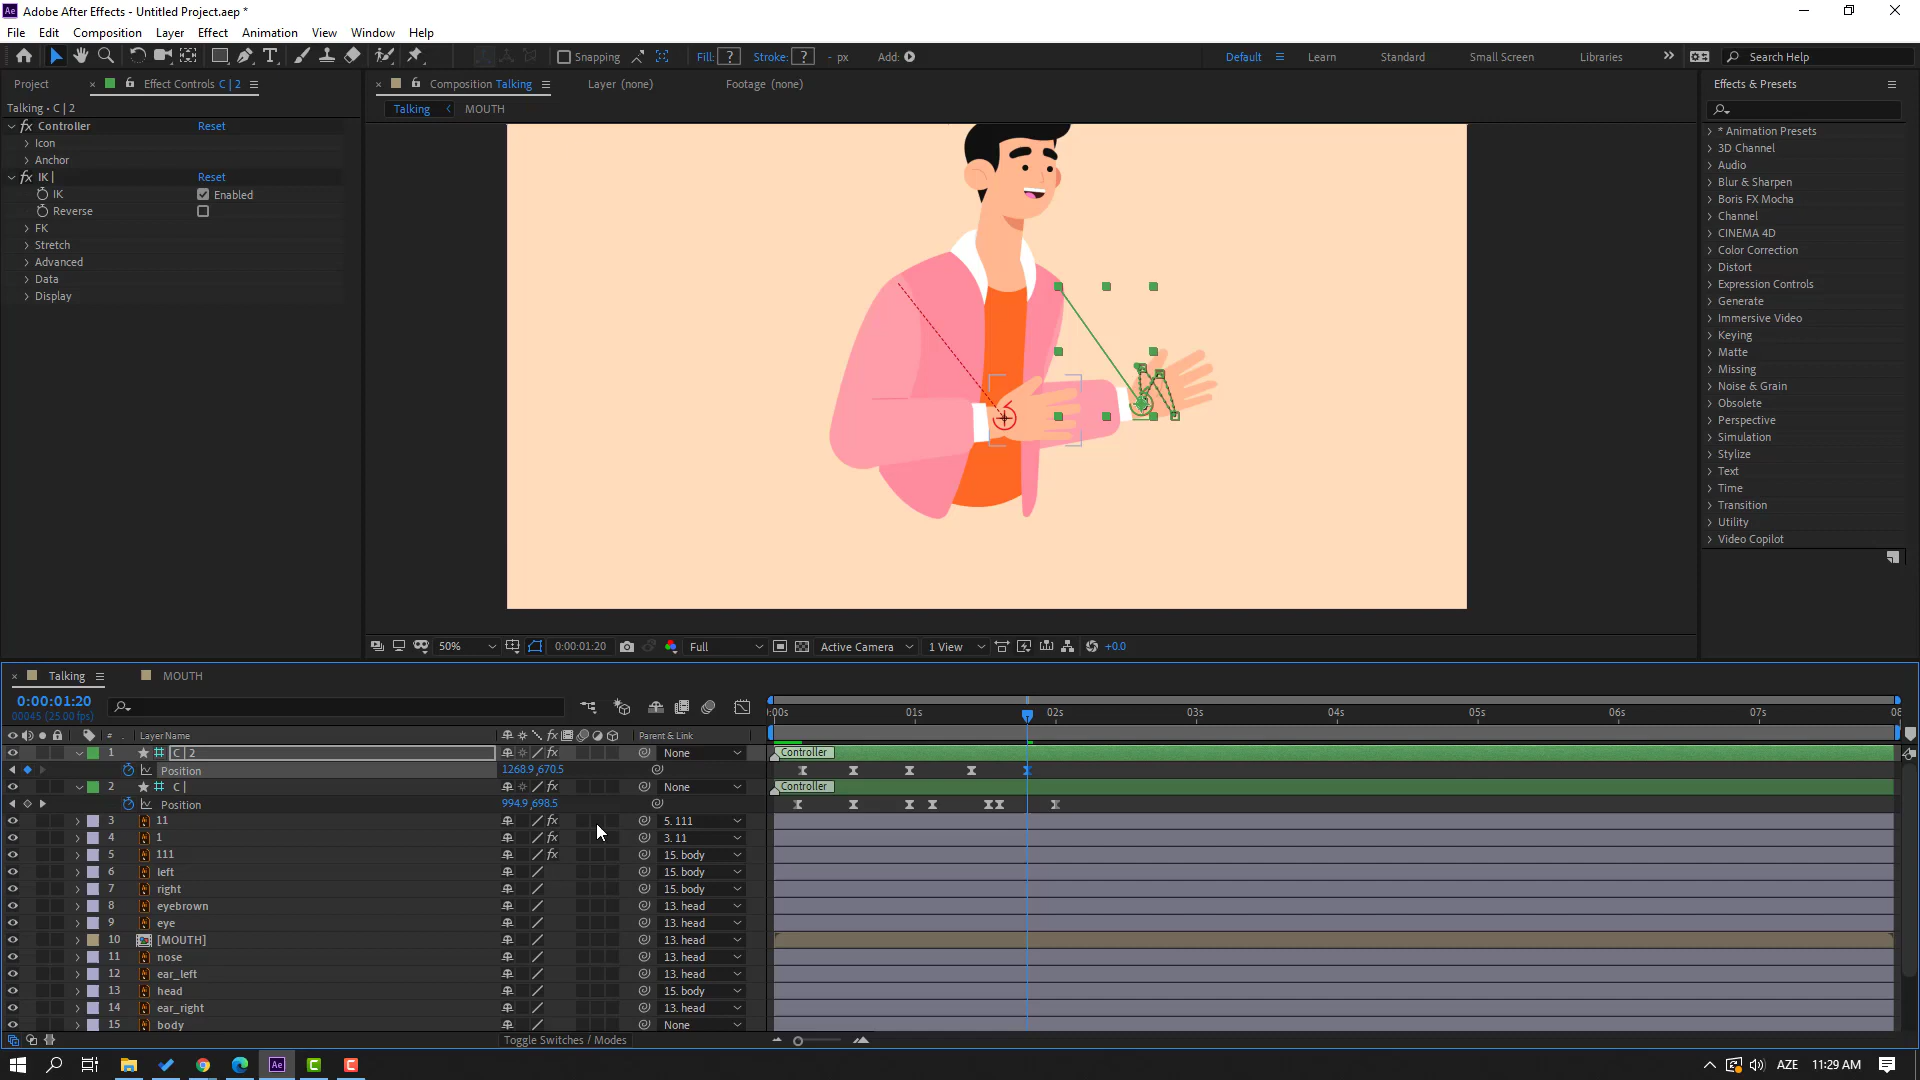 Adobe After Effects - Untitled Project.aep *
File Edit Composition Layer Effect Animation View Window Help
Snapping Fill: ? Stroke: ? - px Add:
Default Learn Standard Small Screen Libraries Search Help
Project Effect Controls C | 2
Talking • C | 2
fx Controller Reset
Icon
Anchor
fx IK | Reset
IK Enabled
Reverse
FK
Stretch
Advanced
Data
Display
Composition Talking Layer (none) Footage (none)
Talking MOUTH
50% 0:00:01:20 Full Active Camera 1 View +0.0
Effects & Presets
* Animation Presets
3D Channel
Audio
Blur & Sharpen
Boris FX Mocha
Channel
CINEMA 4D
Color Correction
Distort
Expression Controls
Generate
Immersive Video
Keying
Matte
Missing
Noise & Grain
Obsolete
Perspective
Simulation
Stylize
Text
Time
Transition
Utility
Video Copilot
Talking MOUTH
0:00:01:20
00045 (25.00 fps)
# Layer Name Parent & Link
:00s 01s 02s 03s 04s 05s 06s 07s 08
1 C | 2 None Controller
Position 1268.9,670.5
2 C | None Controller
Position 994.9,698.5
3 11 5. 111
4 1 3. 11
5 111 15. body
6 left 15. body
7 right 15. body
8 eyebrown 13. head
9 eye 13. head
10 [MOUTH] 13. head
11 nose 13. head
12 ear_left 13. head
13 head 15. body
14 ear_right 13. head
15 body None
Toggle Switches / Modes
Ae AZE 11:29 AM